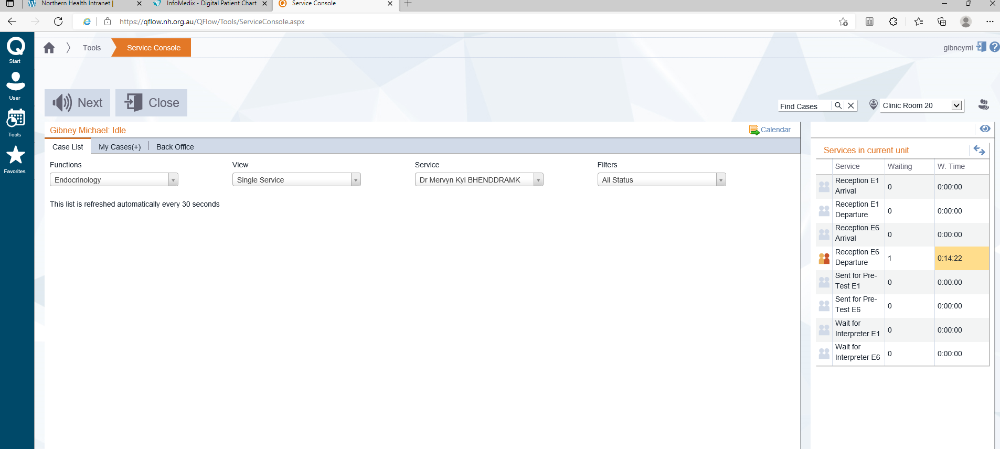 Northern Health Intranet |
InfoMedix - Digital Patient Chart
Service Console
https://qflow.nh.org.au/QFlow/Tools/ServiceConsole.aspx
Start
User
Tools
Favorites
Tools
Service Console
gibneymi
Next
Close
Find Cases
Clinic Room 20
Gibney Michael: Idle
Calendar
Case List
My Cases(+)
Back Office
Functions
View
Service
Filters
Endocrinology
Single Service
Dr Mervyn Kyi BHENDDRAMK
All Status
This list is refreshed automatically every 30 seconds
Services in current unit
Service Waiting W. Time
Reception E1
Arrival
0 0:00:00
Reception E1
Departure
0 0:00:00
Reception E6
Arrival
0 0:00:00
Reception E6
Departure
1 0:14:22
Sent for Pre-
Test E1
0 0:00:00
Sent for Pre-
Test E6
0 0:00:00
Wait for
Interpreter E1
0 0:00:00
Wait for
Interpreter E6
0 0:00:00